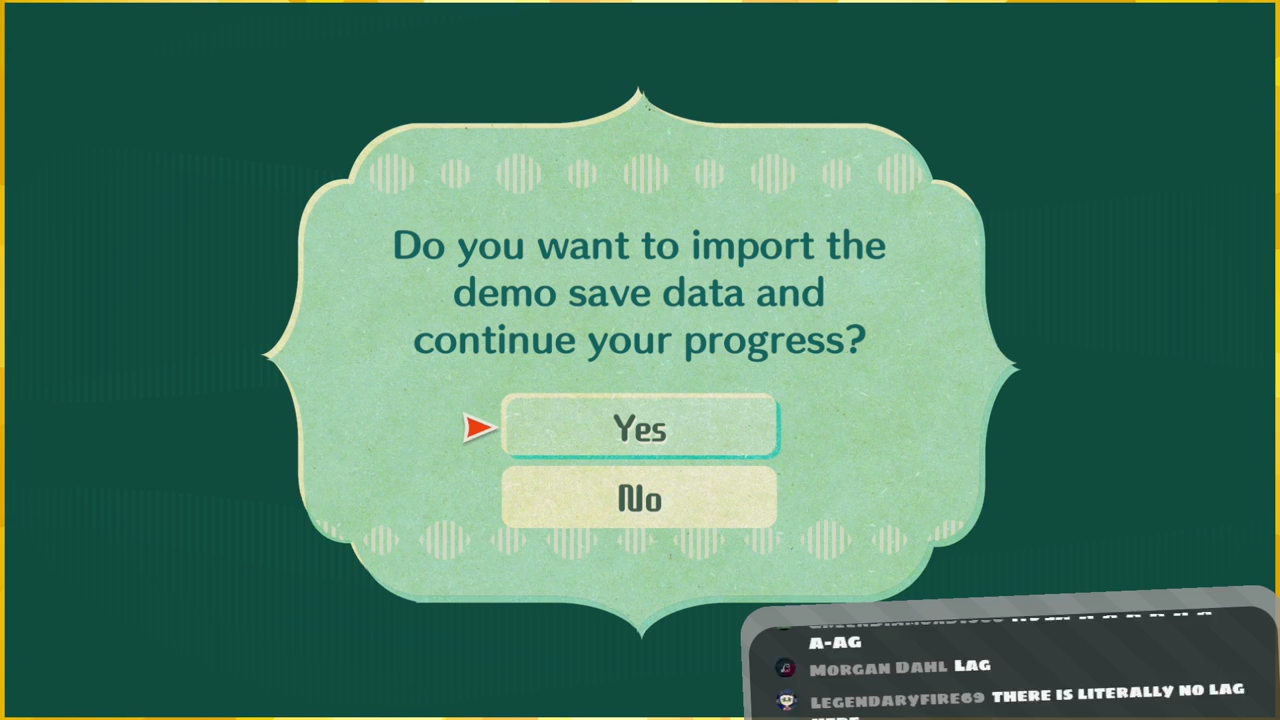 Do you want to import the
demo save data and
continue your progress?
Yes
No
A-AG
MORGAN DAHL LAG
LEGENDARYFIRE69 THERE IS LITERALLY NO LAG